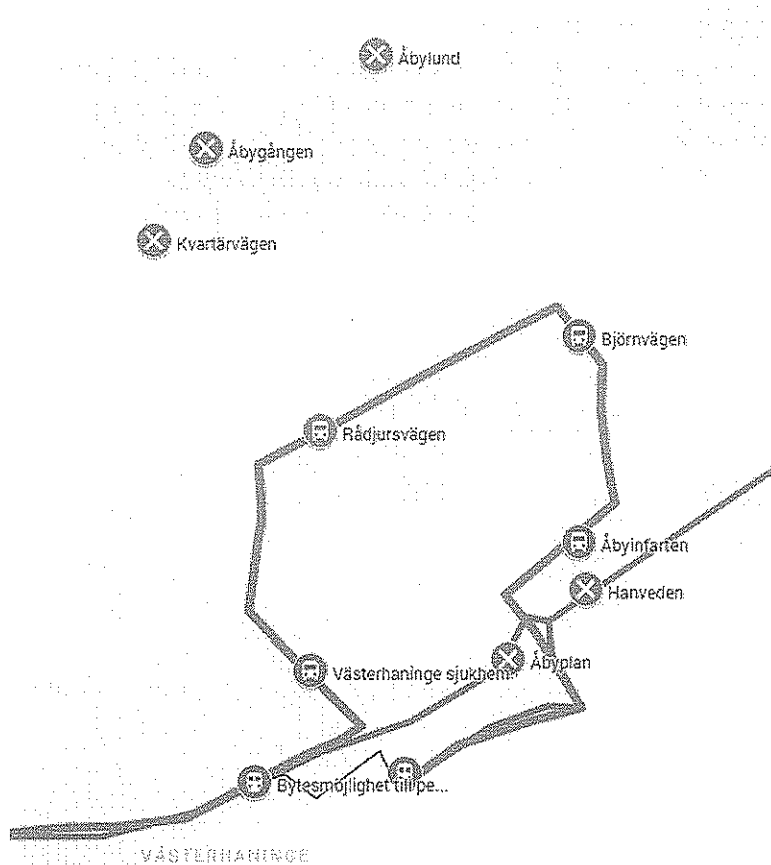 Åbylund
Åbygången
Kvartärvägen
Björnvägen
Rådjursvägen
Åbyinfarten
Hanveden
Åbyplan
Västerhaninge sjukhem
Bytesmöjlighet till/pe...
VÄSTERHANINGE